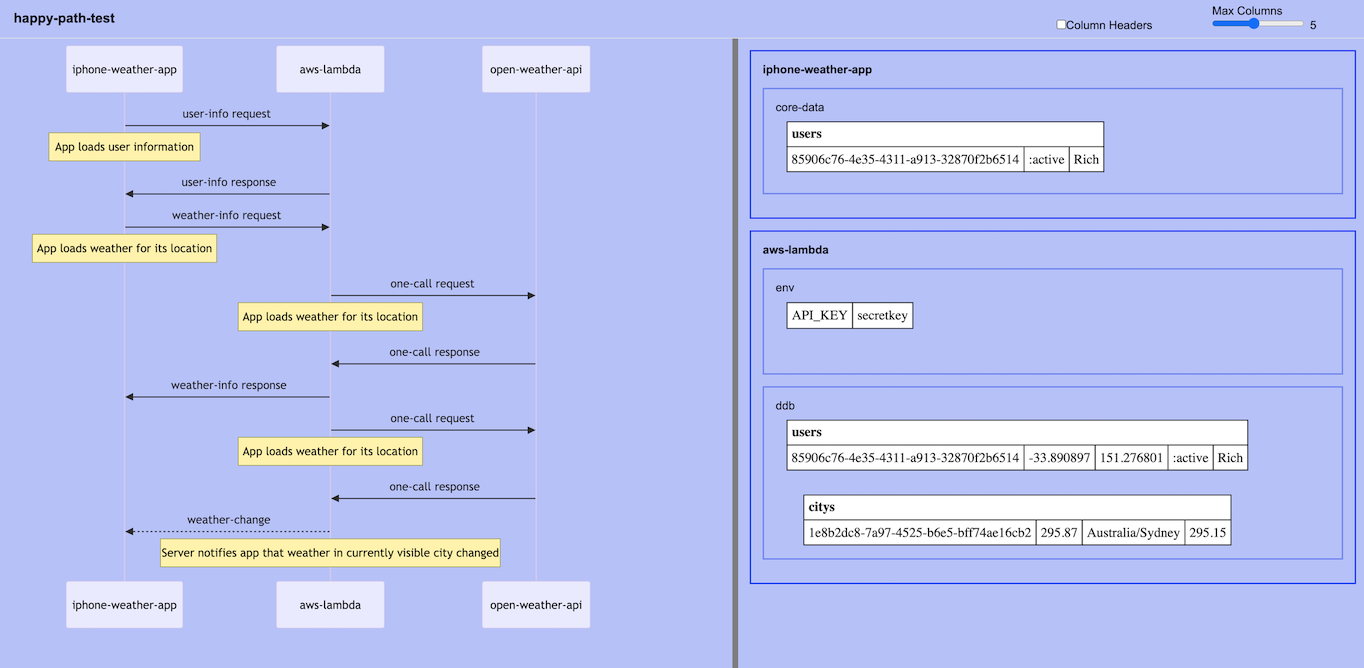 happy-path-test
Column Headers
Max Columns
5
iphone-weather-app
aws-lambda
open-weather-api
user-info request
App loads user information
user-info response
weather-info request
App loads weather for its location
one-call request
App loads weather for its location
one-call response
weather-info response
one-call request
App loads weather for its location
one-call response
weather-change
Server notifies app that weather in currently visible city changed
iphone-weather-app
aws-lambda
open-weather-api
iphone-weather-app
core-data
users
85906c76-4e35-4311-a913-32870f2b6514 :active Rich
aws-lambda
env
API_KEY secretkey
ddb
users
85906c76-4e35-4311-a913-32870f2b6514 -33.890897 151.276801 :active Rich
citys
1e8b2dc8-7a97-4525-b6e5-bff74ae16cb2 295.87 Australia/Sydney 295.15